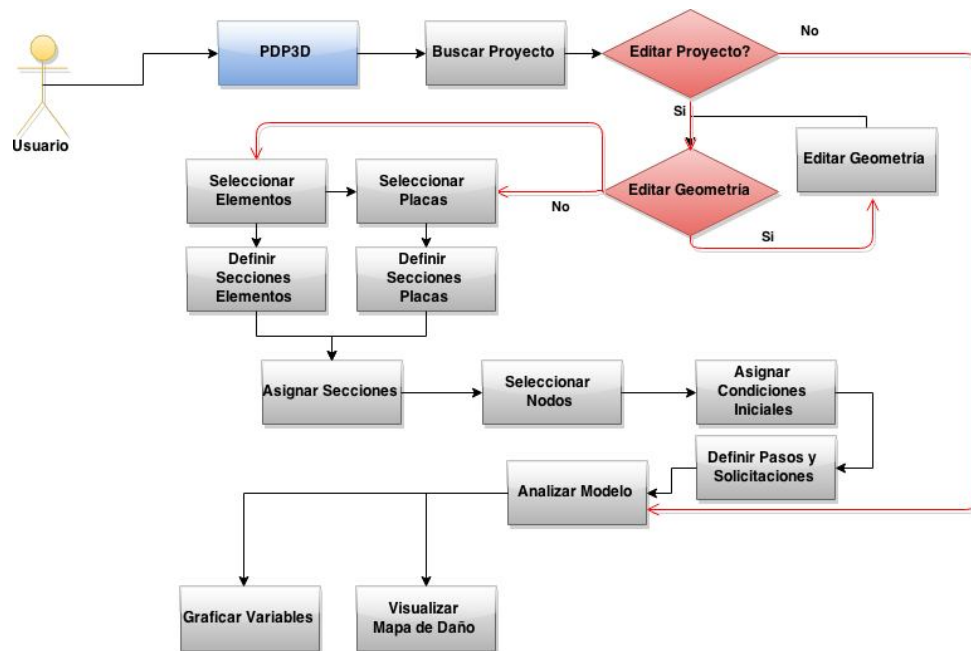 PDP3D
Buscar Proyecto
Editar Proyecto?
No
Usuario
Si
Editar Geometría
Seleccionar
Elementos
Seleccionar
Placas
Editar Geometría
No
Si
Definir
Secciones
Elementos
Definir
Secciones
Placas
Asignar Secciones
Seleccionar
Nodos
Asignar
Condiciones
Iniciales
Definir Pasos y
Solicitaciones
Analizar Modelo
Graficar Variables
Visualizar
Mapa de Daño